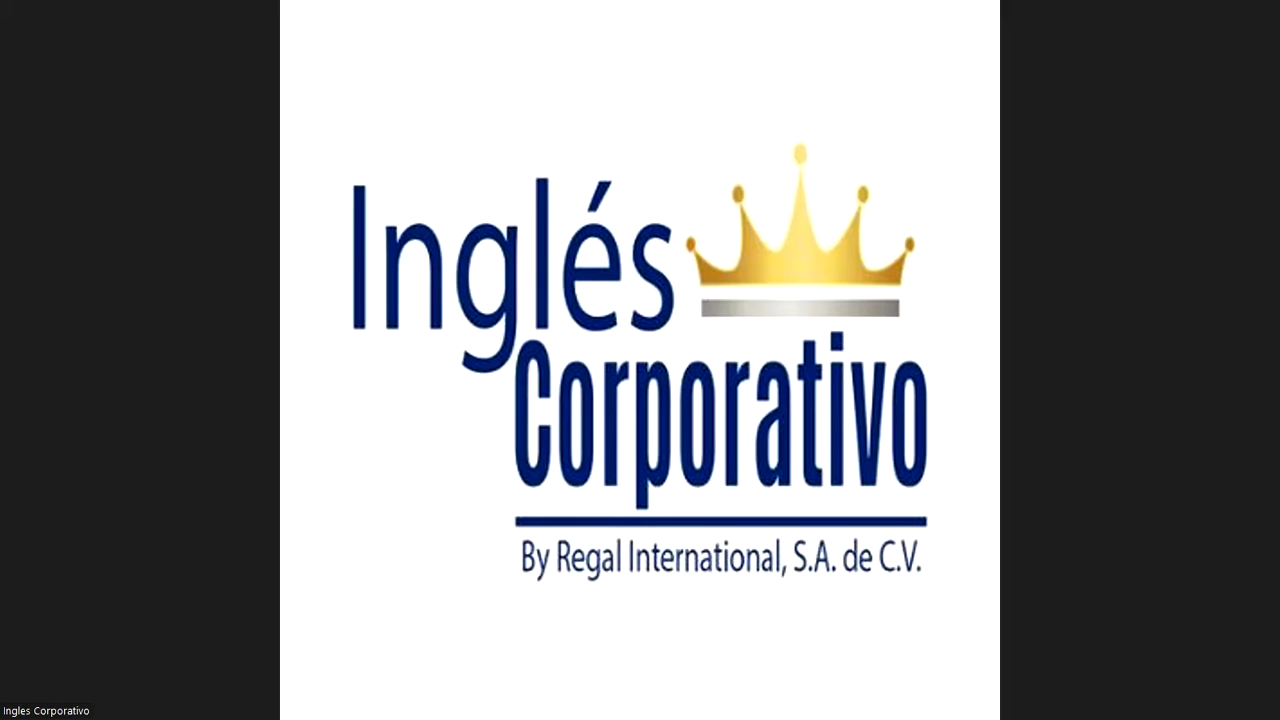 Inglés
Corporativo
By Regal International, S.A. de C.V.
Ingles Corporativo